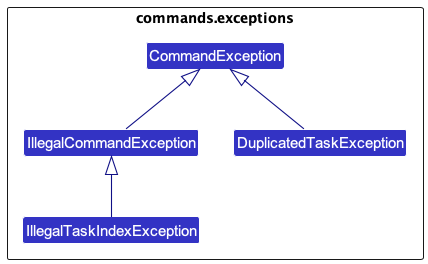 commands.exceptions
CommandException
IllegalCommandException
DuplicatedTaskException
IllegalTaskIndexException